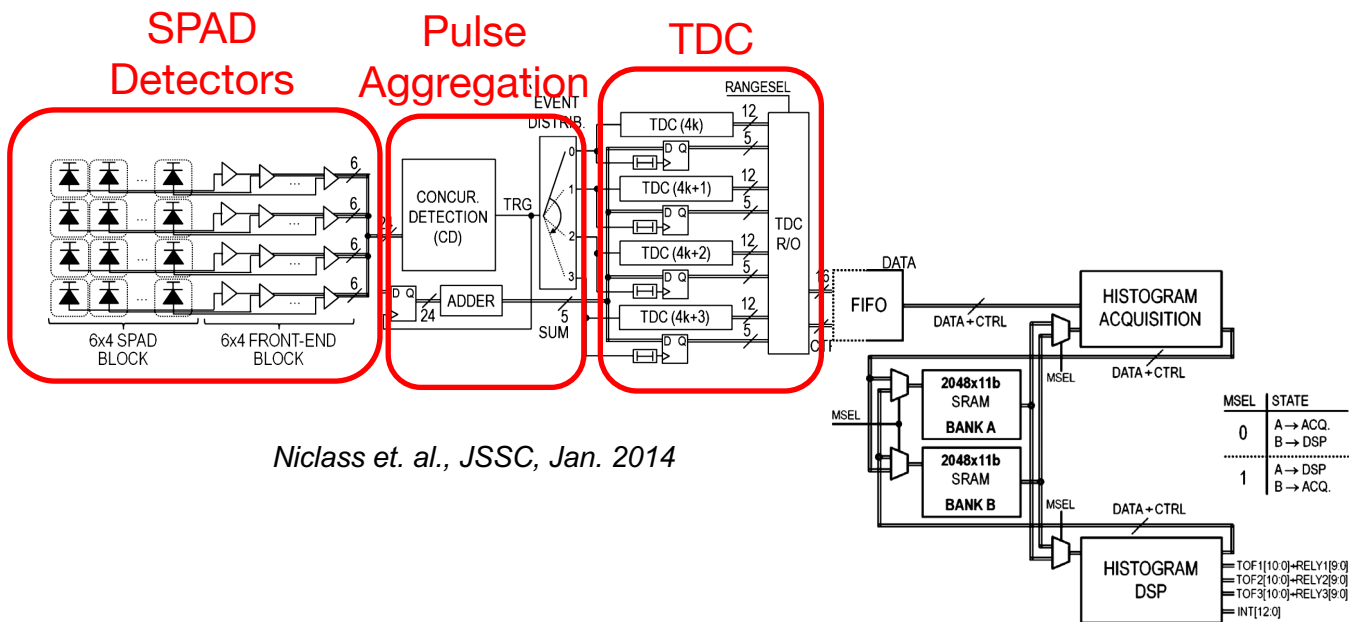 SPAD
Detectors
Pulse
Aggregation
TDC
EVENT
DISTRIB.
RANGESEL
6
6
6
6
...
...
...
...
...
...
...
...
6x4 SPAD
BLOCK
6x4 FRONT-END
BLOCK
CONCUR.
DETECTION
(CD)
TRG
0
1
2
3
D Q
24
ADDER
5
SUM
TDC (4k)
12
D Q
5
TDC (4k+1)
12
D Q
5
TDC (4k+2)
12
D Q
5
TDC (4k+3)
12
D Q
5
TDC
R/O
16
DATA
FIFO
DATA+CTRL
HISTOGRAM
ACQUISITION
DATA+CTRL
MSEL
MSEL
2048x11b
SRAM
BANK A
2048x11b
SRAM
BANK B
MSEL
DATA+CTRL
HISTOGRAM
DSP
TOF1[10:0]+RELY1[9:0]
TOF2[10:0]+RELY2[9:0]
TOF3[10:0]+RELY3[9:0]
INT[12:0]
MSEL STATE
0 A → ACQ.
B → DSP
1 A → DSP
B → ACQ.
Niclass et. al., JSSC, Jan. 2014